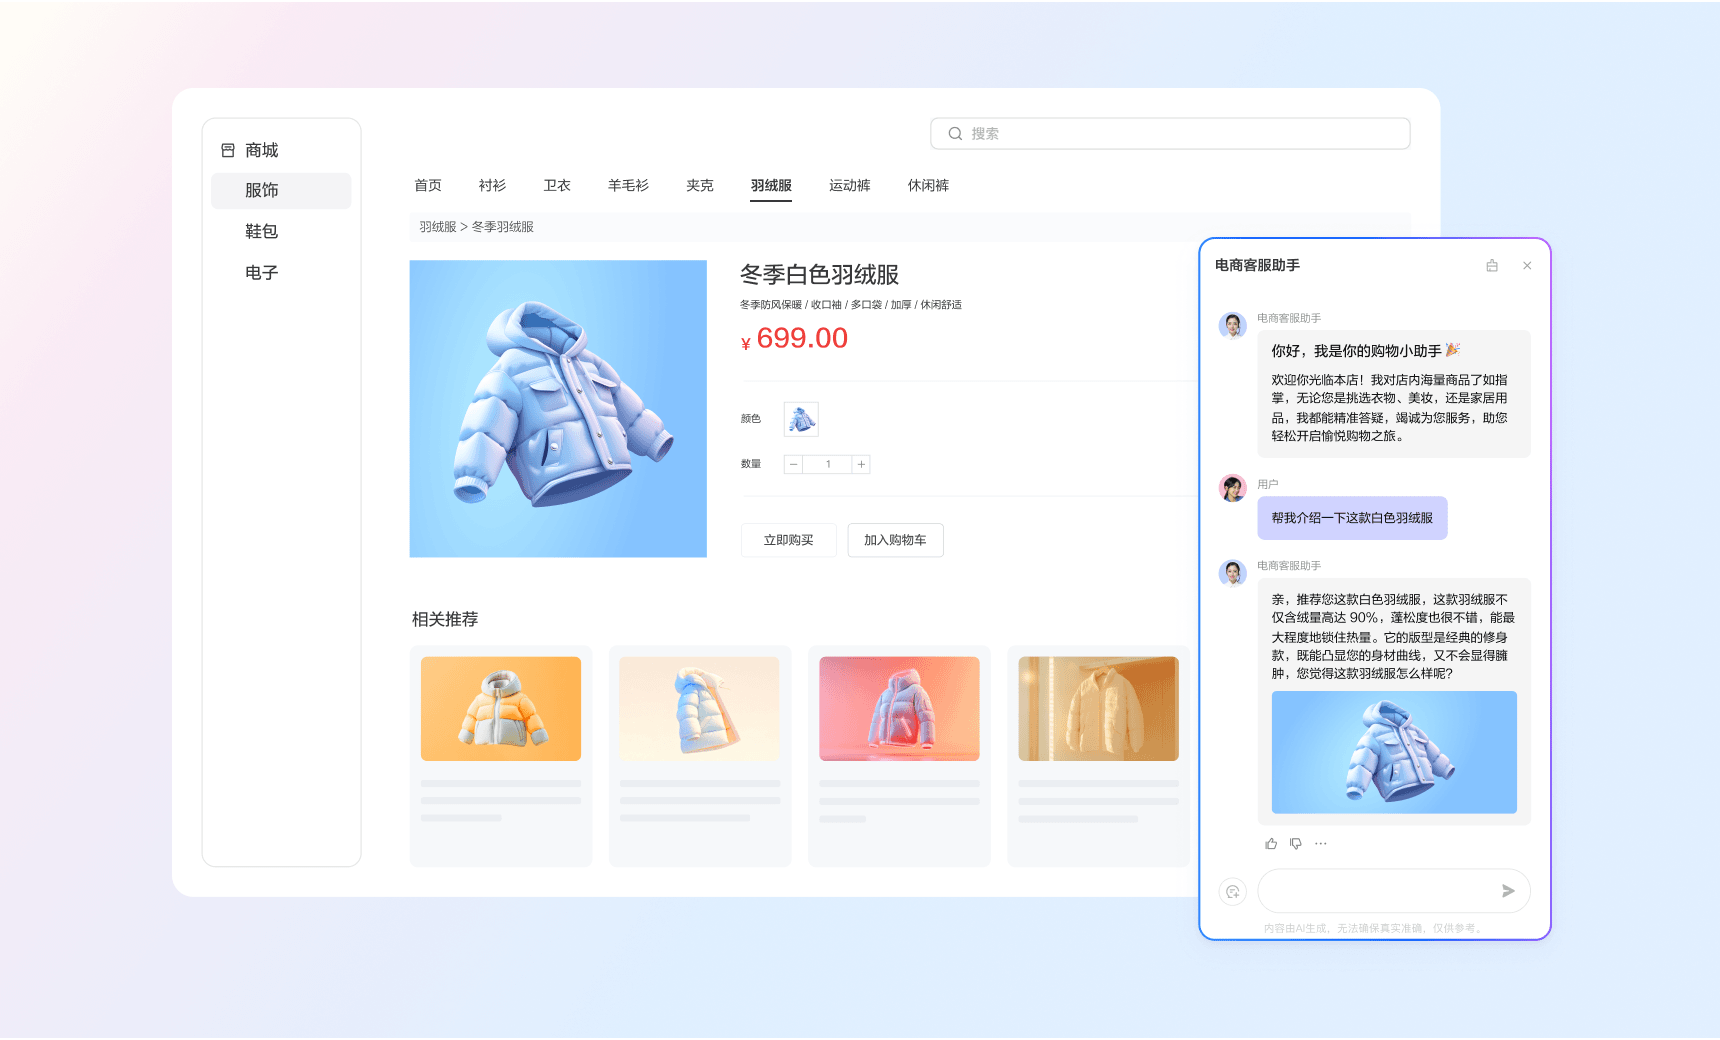 商城
服饰
鞋包
电子
搜索
首页 衬衫 卫衣 羊毛衫 夹克 羽绒服 运动裤 休闲裤
羽绒服 > 冬季羽绒服
冬季白色羽绒服
冬季防风保暖 / 收口袖 / 多口袋 / 加厚 / 休闲舒适
¥ 699.00
颜色
数量 − 1 +
立即购买 加入购物车
相关推荐
电商客服助手
电商客服助手
你好，我是你的购物小助手🎉
欢迎你光临本店！我对店内海量商品了如指
掌，无论您是挑选衣物、美妆，还是家居用
品，我都能精准答疑，竭诚为您服务，助您
轻松开启愉悦购物之旅。
用户
帮我介绍一下这款白色羽绒服
电商客服助手
亲，推荐您这款白色羽绒服，这款羽绒服不
仅含绒量高达 90%，蓬松度也很不错，能最
大程度地锁住热量。它的版型是经典的修身
款，既能凸显您的身材曲线，又不会显得臃
肿，您觉得这款羽绒服怎么样呢?
内容由AI生成，无法确保真实准确，仅供参考。